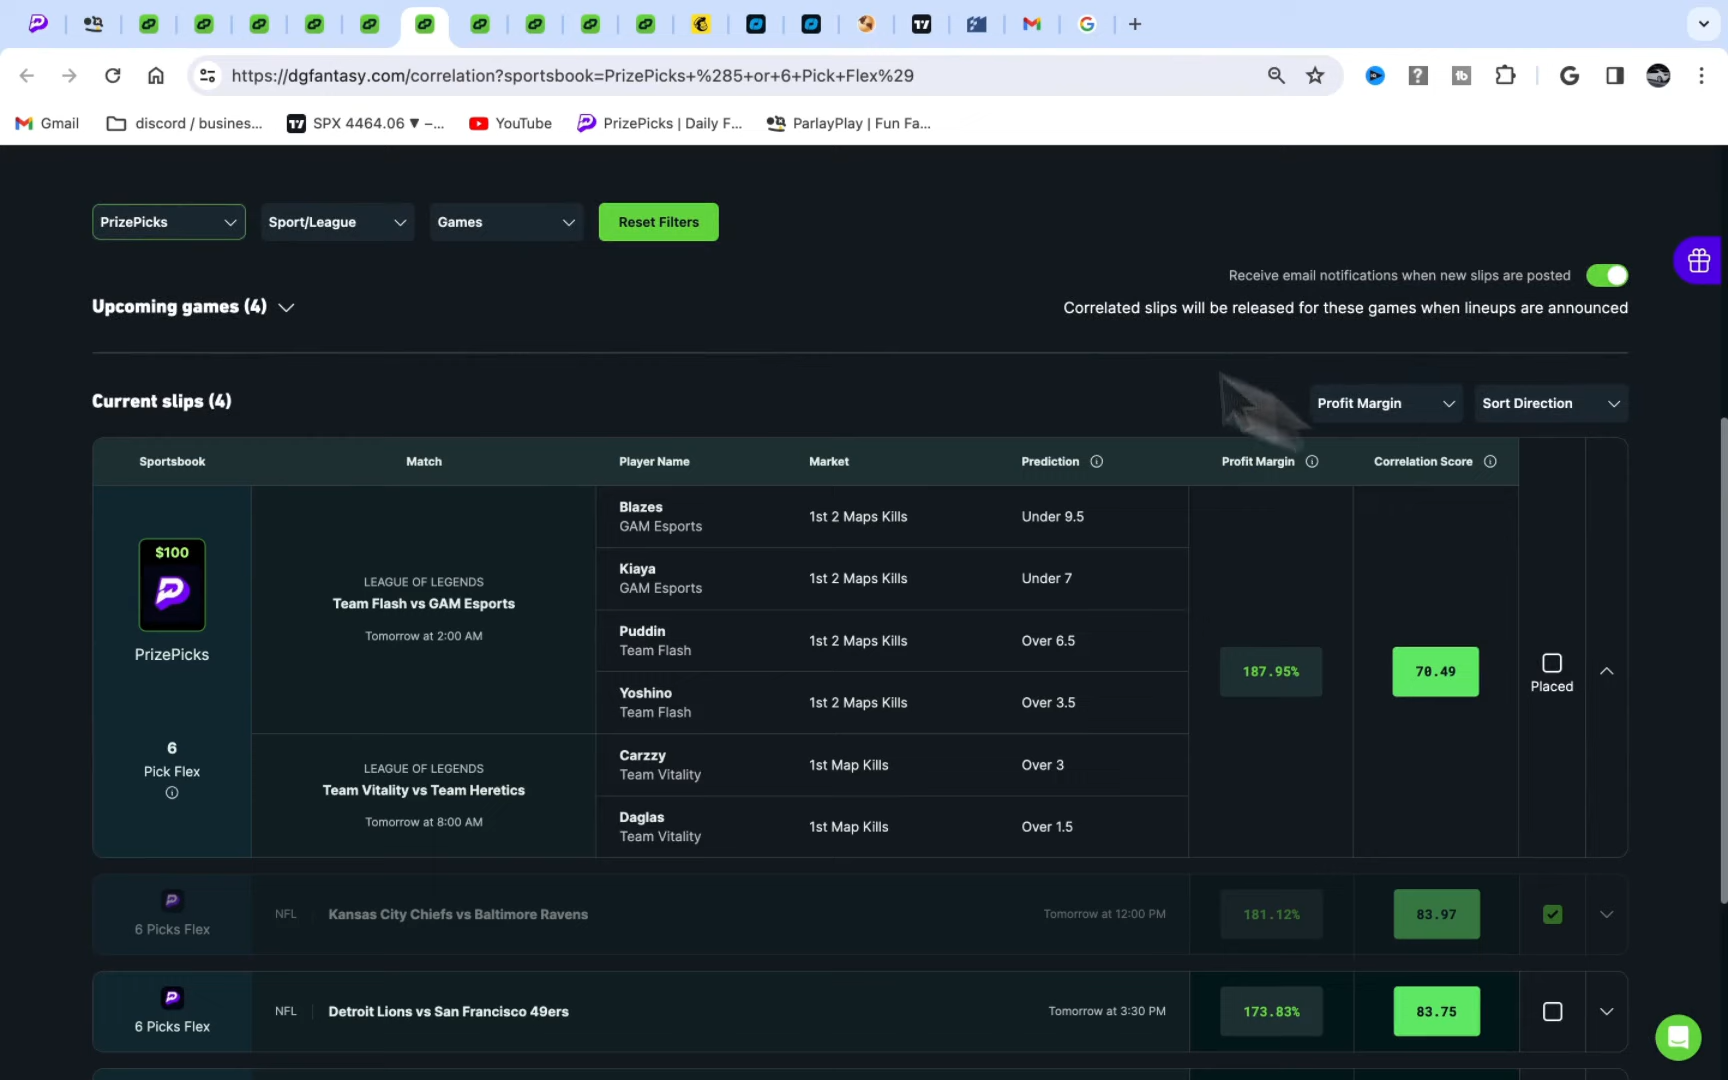 https://dgfantasy.com/correlation?sportsbook=PrizePicks+%285+or+6+Pick+Flex%29
Gmail
discord / busines...
SPX 4464.06 ▼ –...
YouTube
PrizePicks | Daily F...
ParlayPlay | Fun Fa...
PrizePicks
Sport/League
Games
Reset Filters
Receive email notifications when new slips are posted
Upcoming games (4)
Correlated slips will be released for these games when lineups are announced
Current slips (4)
Profit Margin
Sort Direction
Sportsbook
Match
Player Name
Market
Prediction
Profit Margin
Correlation Score
$100
PrizePicks
6
Pick Flex
LEAGUE OF LEGENDS
Team Flash vs GAM Esports
Tomorrow at 2:00 AM
Blazes
GAM Esports
1st 2 Maps Kills
Under 9.5
Kiaya
GAM Esports
1st 2 Maps Kills
Under 7
Puddin
Team Flash
1st 2 Maps Kills
Over 6.5
Yoshino
Team Flash
1st 2 Maps Kills
Over 3.5
LEAGUE OF LEGENDS
Team Vitality vs Team Heretics
Tomorrow at 8:00 AM
Carzzy
Team Vitality
1st Map Kills
Over 3
Daglas
Team Vitality
1st Map Kills
Over 1.5
187.95%
70.49
Placed
6 Picks Flex
NFL
Kansas City Chiefs vs Baltimore Ravens
Tomorrow at 12:00 PM
181.12%
83.97
6 Picks Flex
NFL
Detroit Lions vs San Francisco 49ers
Tomorrow at 3:30 PM
173.83%
83.75